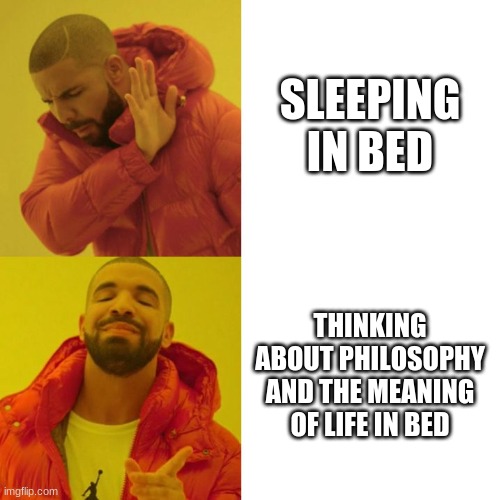 SLEEPING
IN BED
THINKING
ABOUT PHILOSOPHY
AND THE MEANING
OF LIFE IN BED
imgflip.com